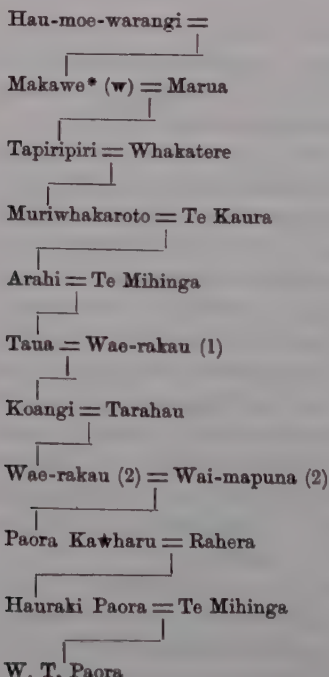 Hau-moe-warangi =
Makawe* (w) = Marua
Tapiripiri = Whakatere
Muriwhakaroto = Te Kaura
Arahi = Te Mihinga
Taua = Wae-rakau (1)
Koangi = Tarahau
Wae-rakau (2) = Wai-mapuna (2)
Paora Kawharu = Rahera
Hauraki Paora = Te Mihinga
W. T. Paora